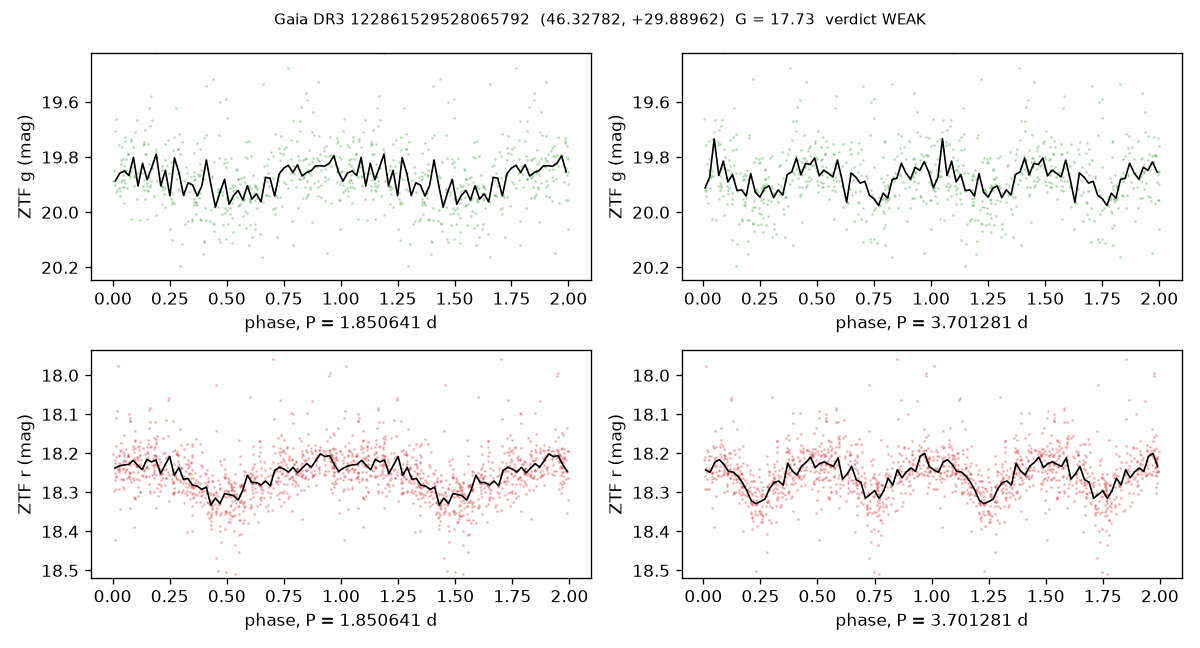 Gaia DR3 122861529528065792 (46.32782, +29.88962) G = 17.73 verdict WEAK
ZTF g (mag)
19.6
19.8
20.0
20.2
0.00 0.25 0.50 0.75 1.00 1.25 1.50 1.75 2.00
phase, P = 1.850641 d
ZTF g (mag)
19.6
19.8
20.0
20.2
0.00 0.25 0.50 0.75 1.00 1.25 1.50 1.75 2.00
phase, P = 3.701281 d
ZTF r (mag)
18.0
18.1
18.2
18.3
18.4
18.5
0.00 0.25 0.50 0.75 1.00 1.25 1.50 1.75 2.00
phase, P = 1.850641 d
ZTF r (mag)
18.0
18.1
18.2
18.3
18.4
18.5
0.00 0.25 0.50 0.75 1.00 1.25 1.50 1.75 2.00
phase, P = 3.701281 d